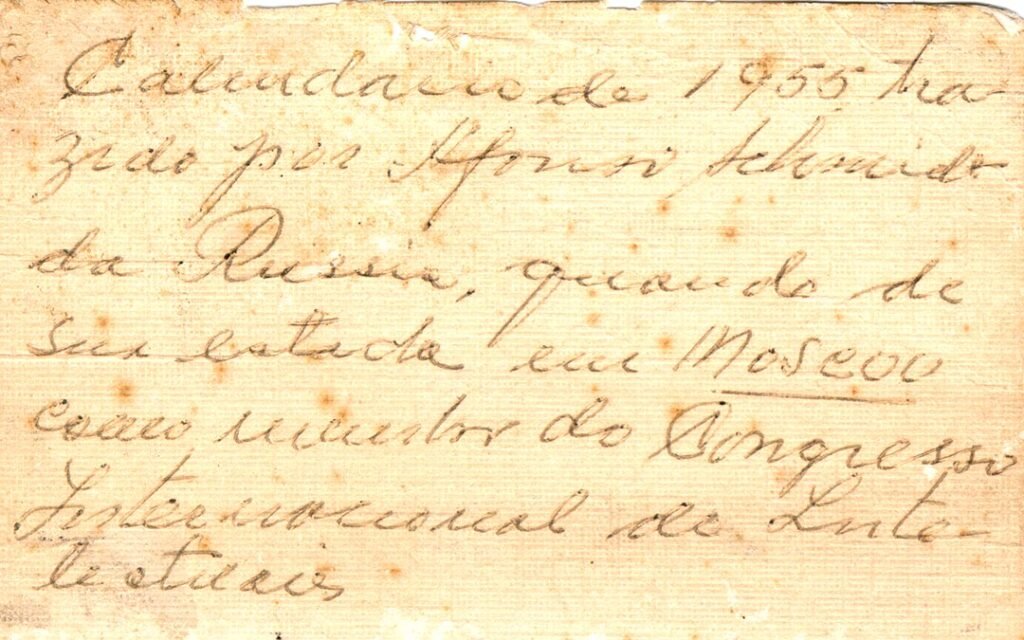 Calendario de 1955 tra-
zido por Afonso Schmidt
da Russia, quando de
sua estada em Moscou
como membro do Congresso
Internacional de Inte-
lectuais